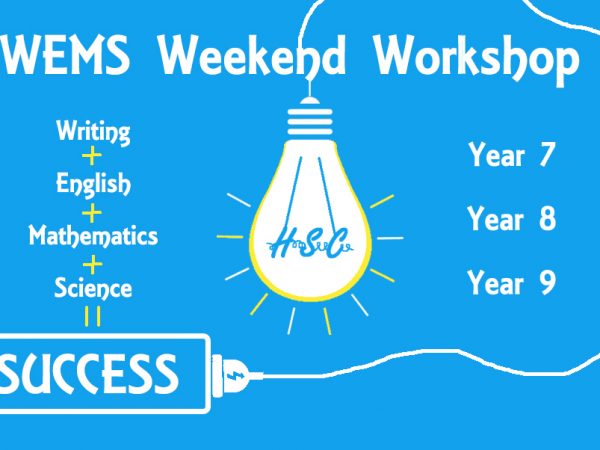 WEMS Weekend Workshop
Writing
+
English
+
Mathematics
+
Science
=
SUCCESS
HSC
Year 7
Year 8
Year 9